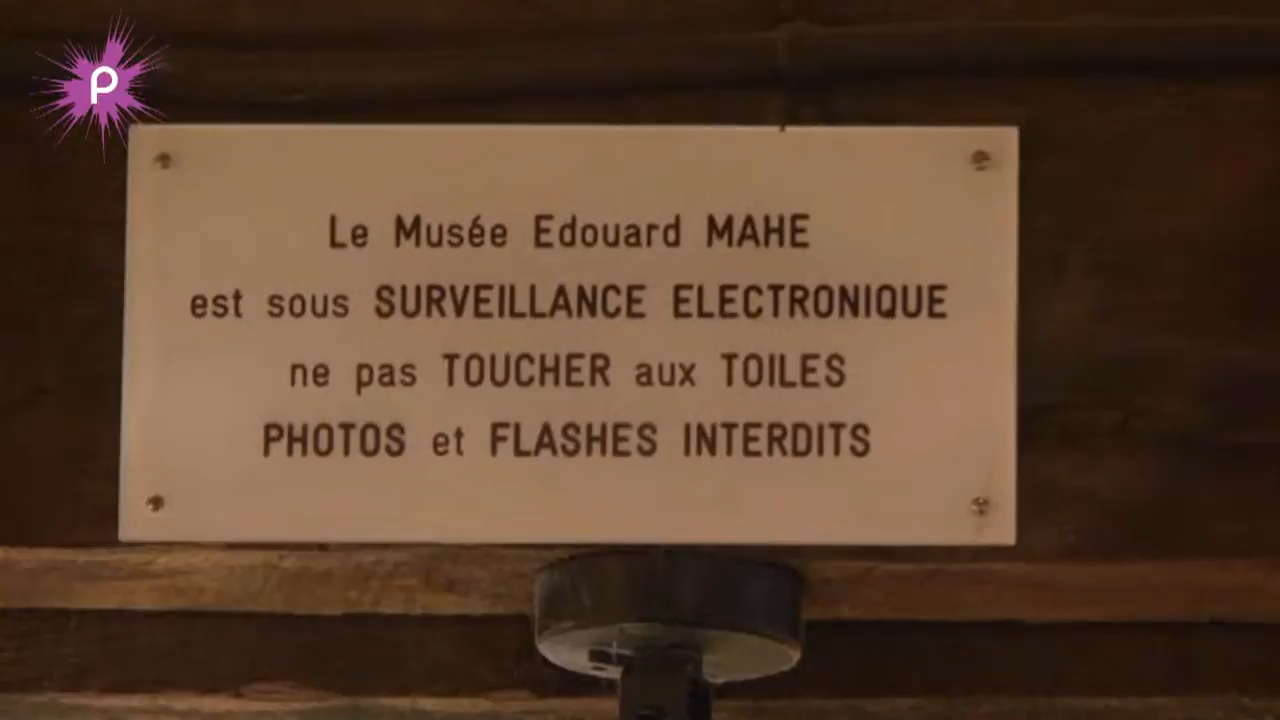 P
Le Musée Edouard MAHE
est sous SURVEILLANCE ELECTRONIQUE
ne pas TOUCHER aux TOILES
PHOTOS et FLASHES INTERDITS